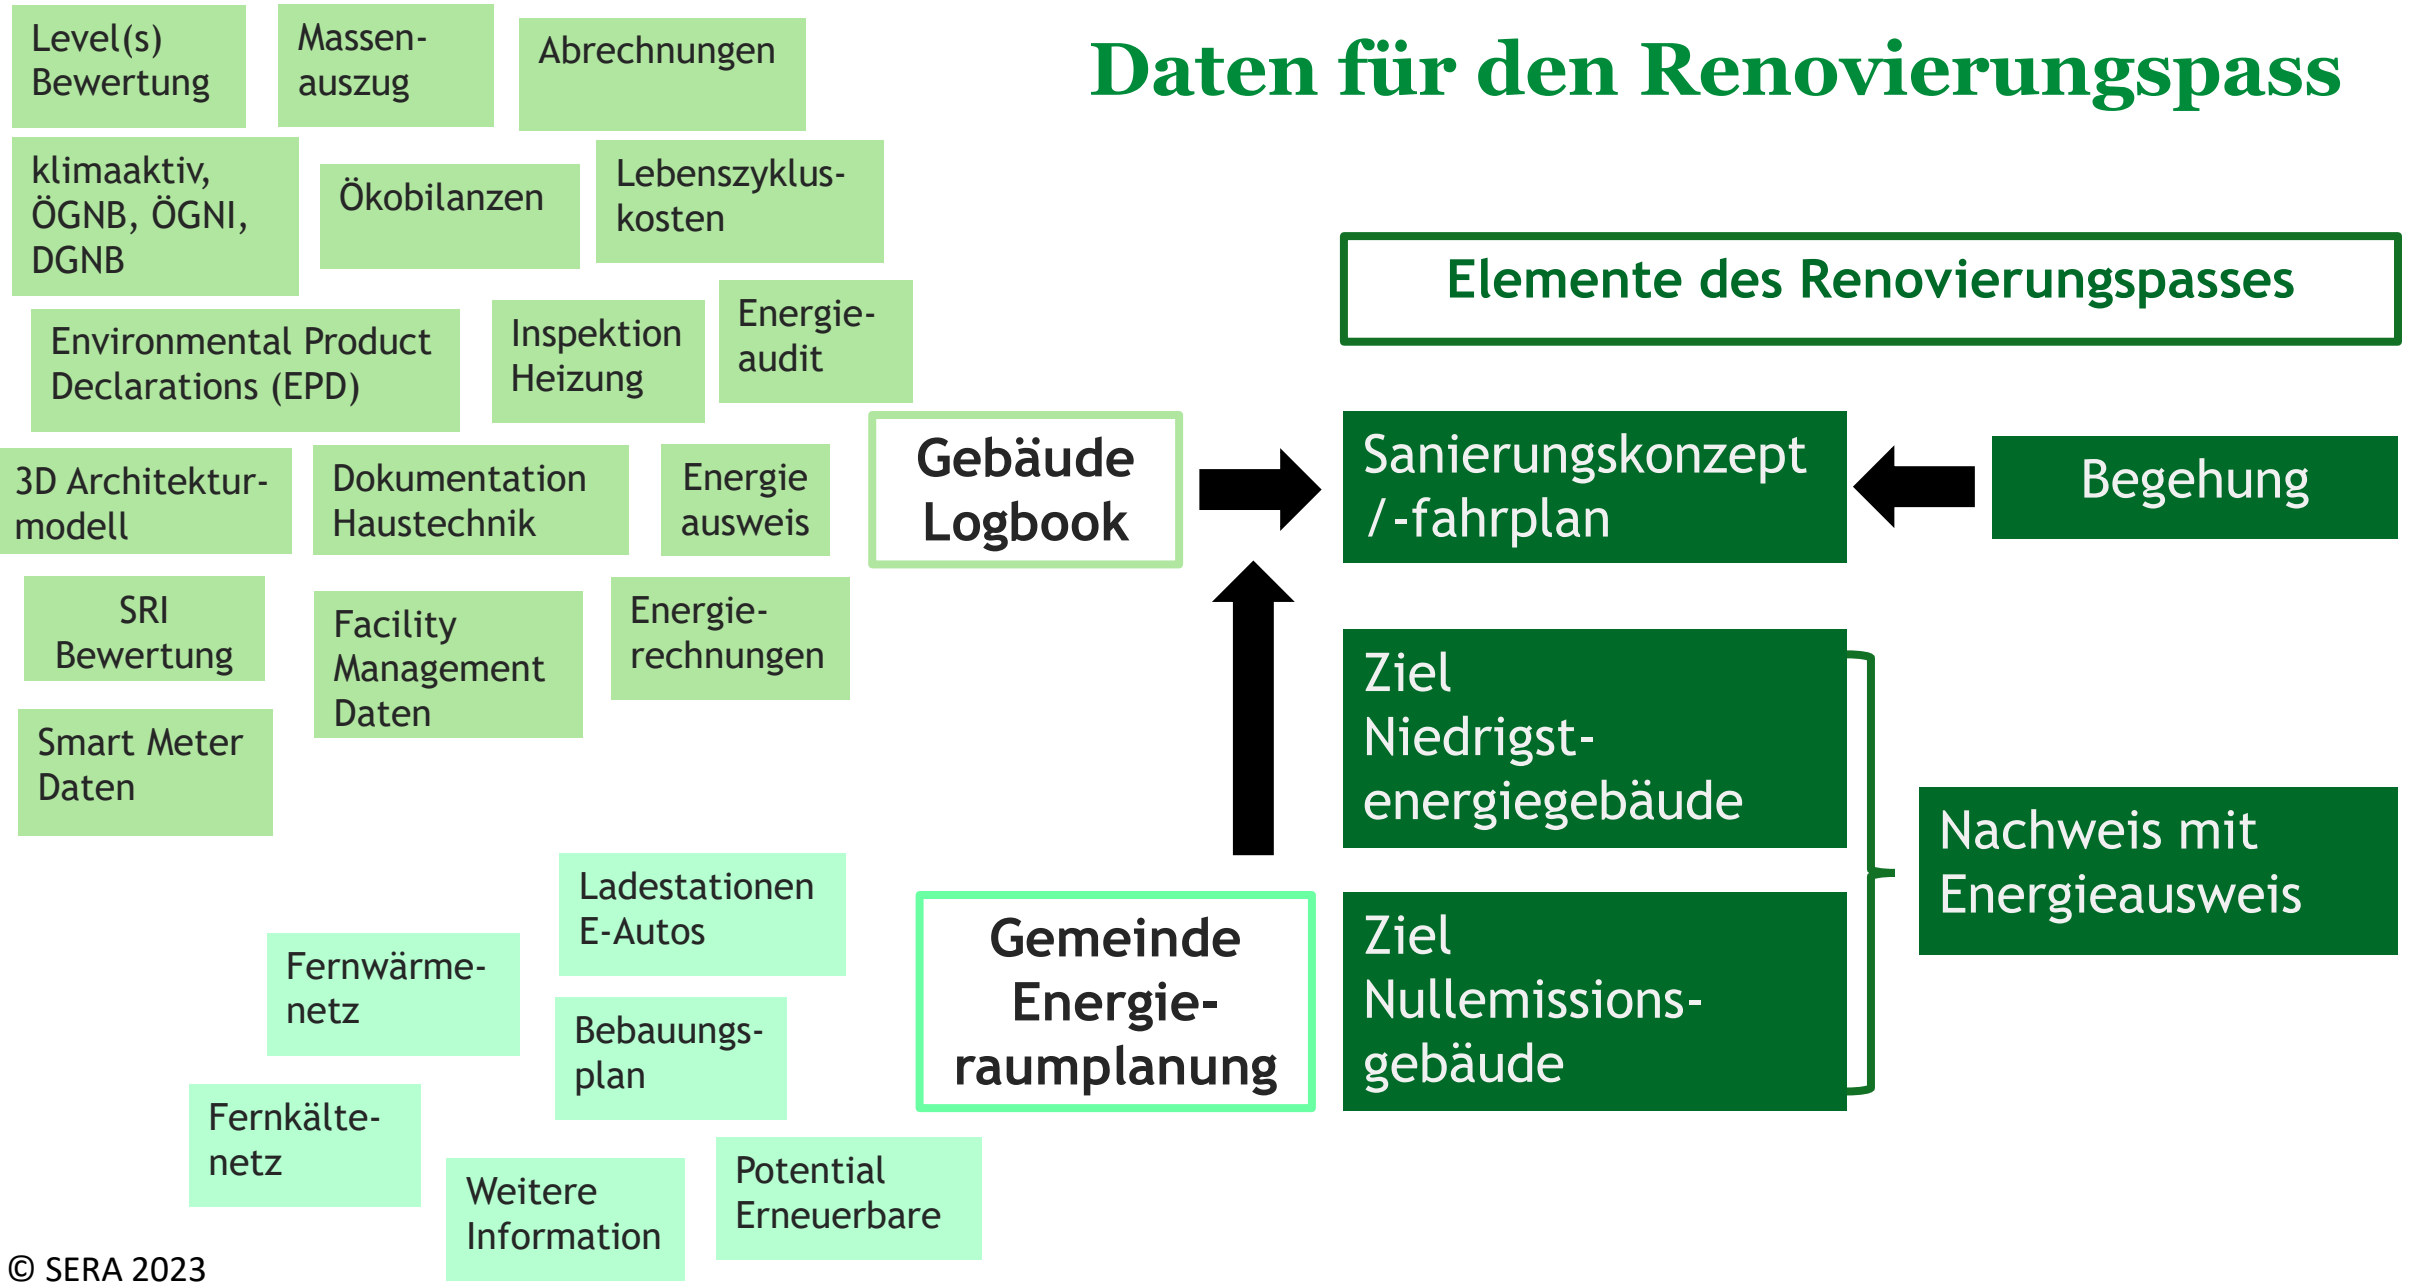 Daten für den Renovierungspass
Level(s)
Bewertung
Massen-
auszug
Abrechnungen
klimaaktiv,
ÖGNB, ÖGNI,
DGNB
Ökobilanzen
Lebenszyklus-
kosten
Environmental Product
Declarations (EPD)
Inspektion
Heizung
Energie-
audit
3D Architektur-
modell
Dokumentation
Haustechnik
Energie
ausweis
SRI
Bewertung
Facility
Management
Daten
Energie-
rechnungen
Smart Meter
Daten
Gebäude
Logbook
Ladestationen
E-Autos
Fernwärme-
netz
Bebauungs-
plan
Fernkälte-
netz
Weitere
Information
Potential
Erneuerbare
Gemeinde
Energie-
raumplanung
Elemente des Renovierungspasses
Sanierungskonzept
/-fahrplan
Begehung
Ziel
Niedrigst-
energiegebäude
Ziel
Nullemissions-
gebäude
Nachweis mit
Energieausweis
© SERA 2023